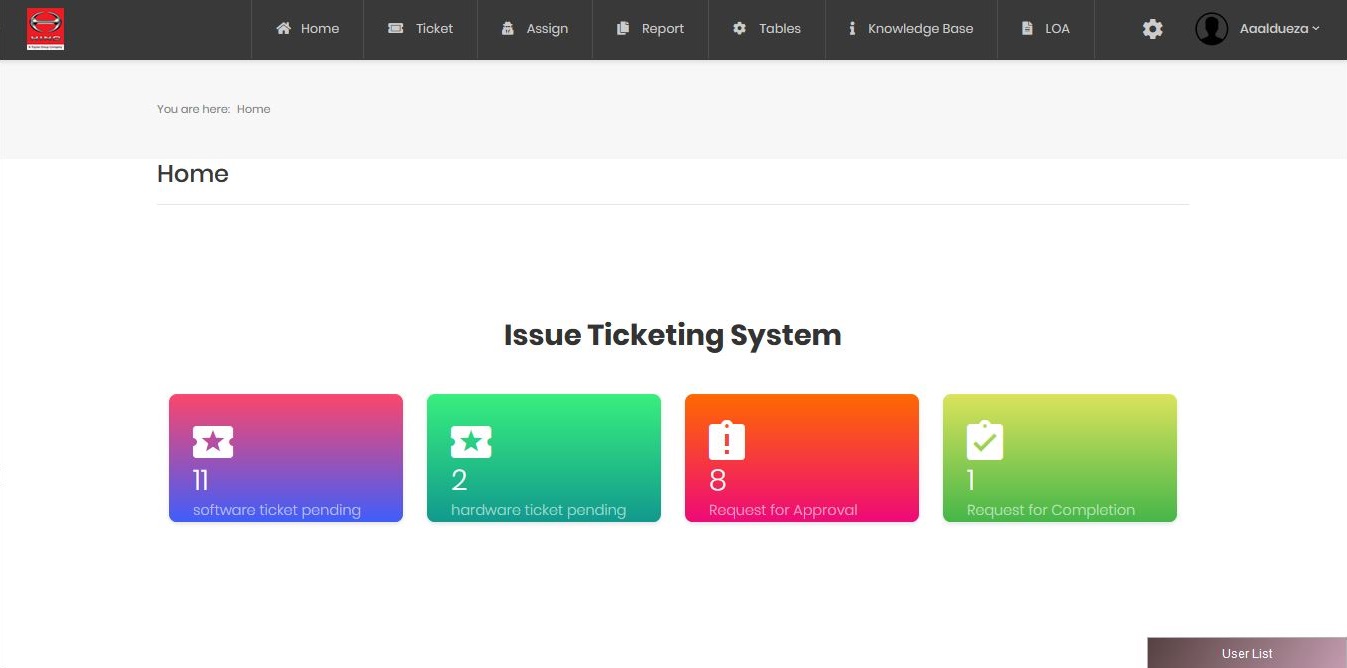 HINO
Home
Ticket
Assign
Report
Tables
Knowledge Base
LOA
Aaaldueza
You are here: Home
Home
Issue Ticketing System
11
software ticket pending
2
hardware ticket pending
8
Request for Approval
1
Request for Completion
User List